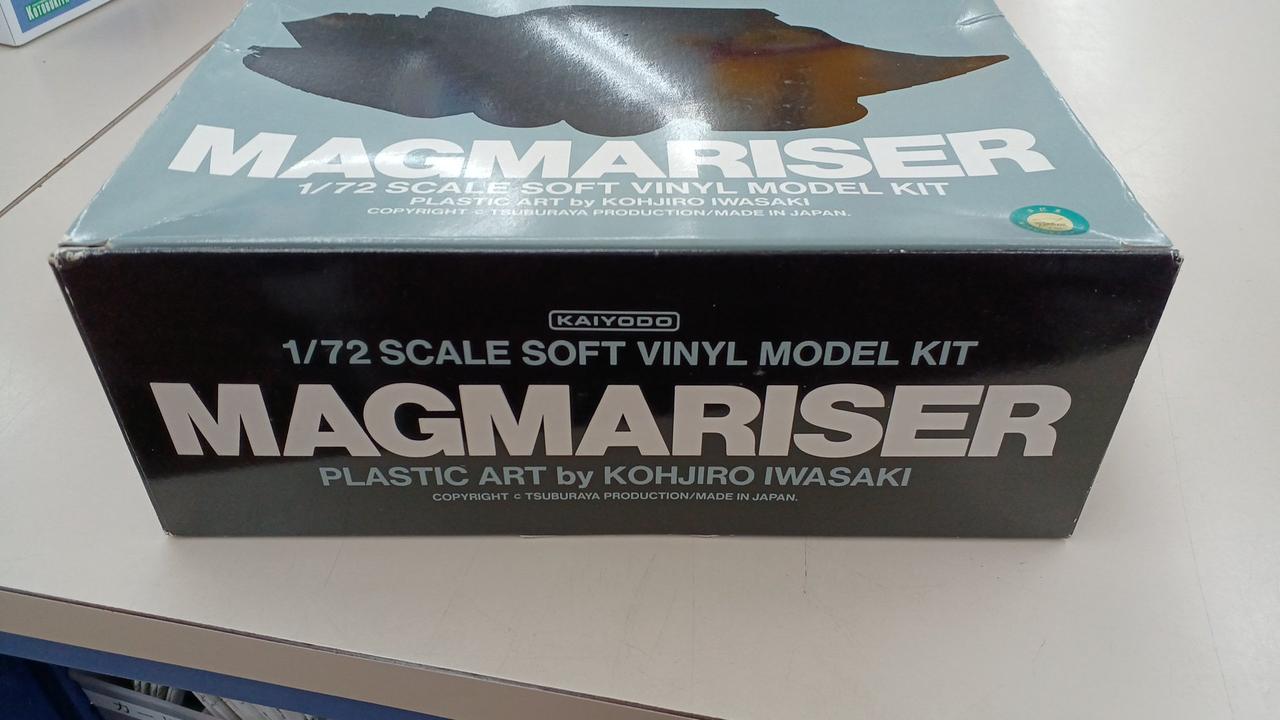 KOTOBUKIYA
MAGMARISER
1/72 SCALE SOFT VINYL MODEL KIT
PLASTIC ART by KOHJIRO IWASAKI
COPYRIGHT © TSUBURAYA PRODUCTION/MADE IN JAPAN.
KAIYODO
1/72 SCALE SOFT VINYL MODEL KIT
MAGMARISER
PLASTIC ART by KOHJIRO IWASAKI
COPYRIGHT © TSUBURAYA PRODUCTION/MADE IN JAPAN.